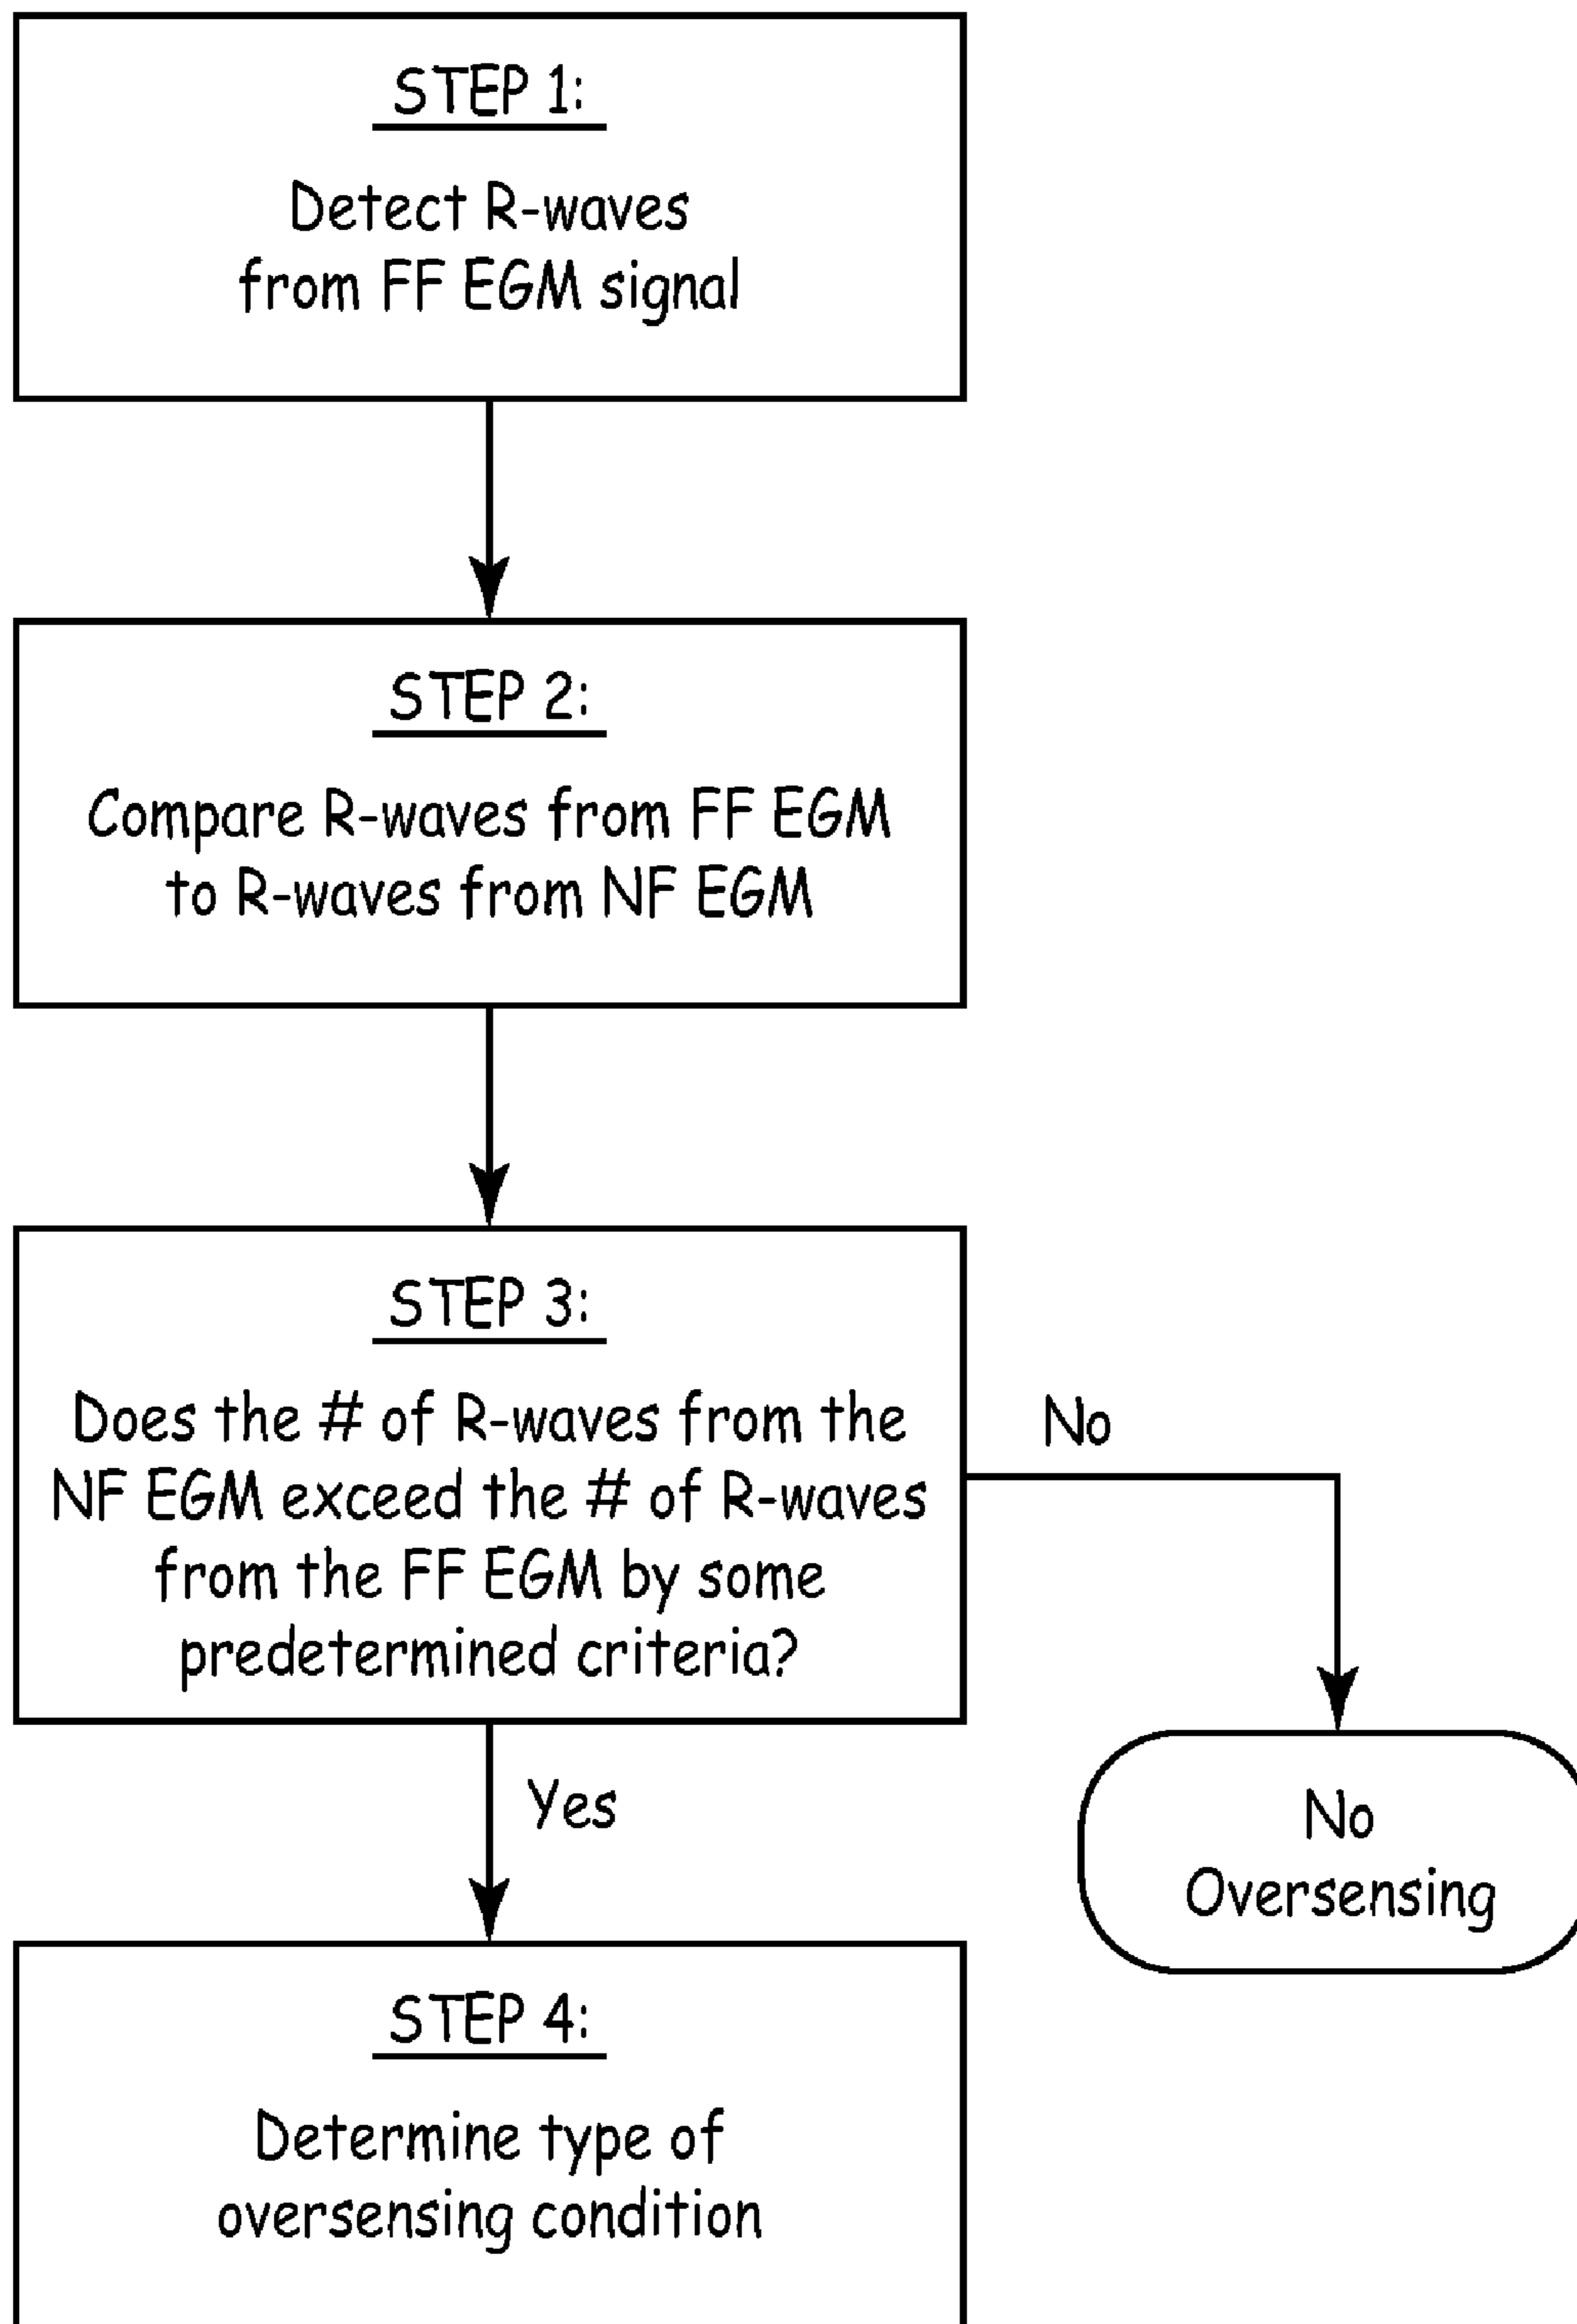 STEP 1:
Detect R-waves
from FF EGM signal
STEP 2:
Compare R-waves from FF EGM
to R-waves from NF EGM
STEP 3:
Does the # of R-waves from the
NF EGM exceed the # of R-waves
from the FF EGM by some
predetermined criteria?
No
Yes
No
Oversensing
STEP 4:
Determine type of
oversensing condition